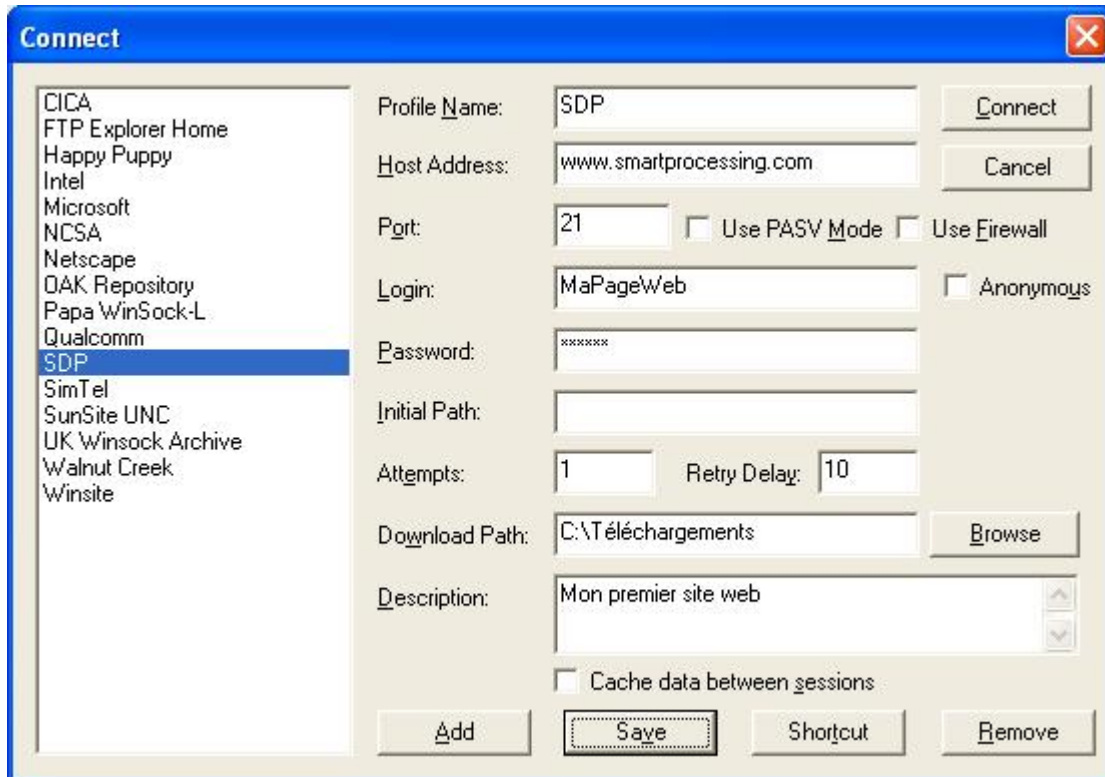 Connect
CICA
FTP Explorer Home
Happy Puppy
Intel
Microsoft
NCSA
Netscape
OAK Repository
Papa WinSock-L
Qualcomm
SDP
SimTel
SunSite UNC
UK Winsock Archive
Walnut Creek
Winsite
Profile Name: SDP Connect
Host Address: www.smartprocessing.com Cancel
Port: 21 Use PASV Mode Use Firewall
Login: MaPageWeb Anonymous
Password: ******
Initial Path:
Attempts: 1 Retry Delay: 10
Download Path: C:\Téléchargements Browse
Description: Mon premier site web
Cache data between sessions
Add Save Shortcut Remove